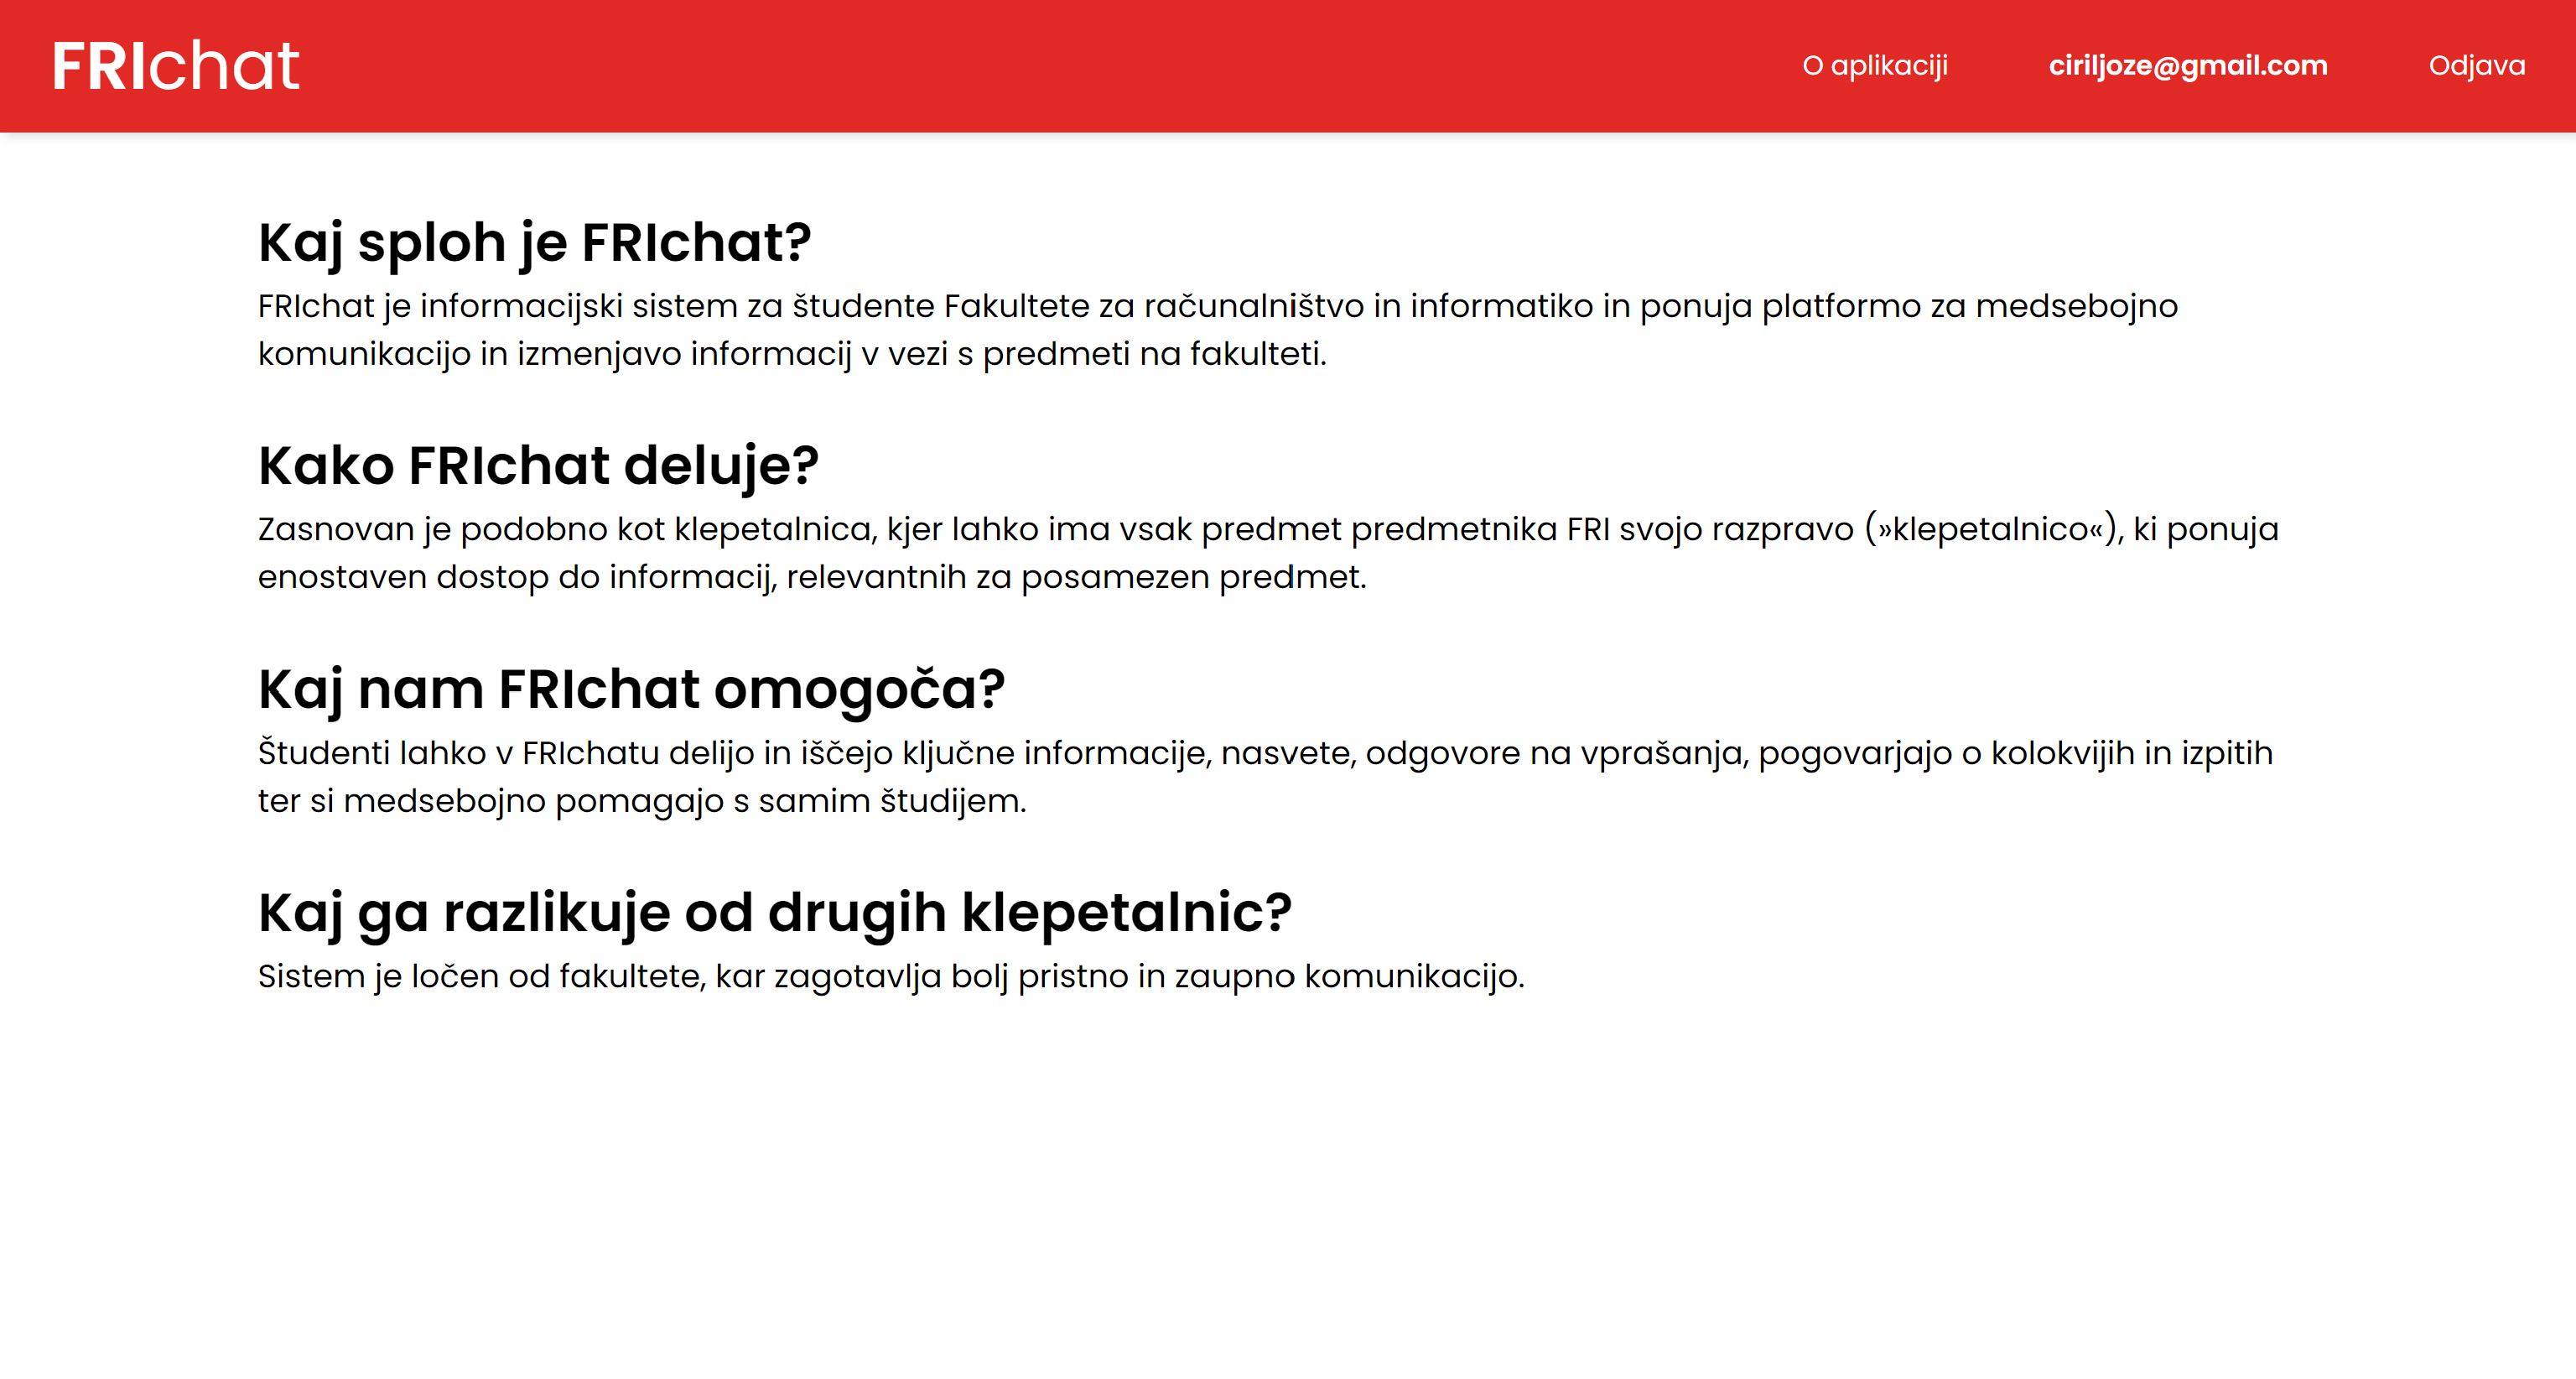 FRIchat
O aplikaciji
ciriljoze@gmail.com
Odjava
Kaj sploh je FRIchat?
FRIchat je informacijski sistem za študente Fakultete za računalništvo in informatiko in ponuja platformo za medsebojno
komunikacijo in izmenjavo informacij v vezi s predmeti na fakulteti.
Kako FRIchat deluje?
Zasnovan je podobno kot klepetalnica, kjer lahko ima vsak predmet predmetnika FRI svojo razpravo (»klepetalnico«), ki ponuja
enostaven dostop do informacij, relevantnih za posamezen predmet.
Kaj nam FRIchat omogoča?
Študenti lahko v FRIchatu delijo in iščejo ključne informacije, nasvete, odgovore na vprašanja, pogovarjajo o kolokvijih in izpitih
ter si medsebojno pomagajo s samim študijem.
Kaj ga razlikuje od drugih klepetalnic?
Sistem je ločen od fakultete, kar zagotavlja bolj pristno in zaupno komunikacijo.